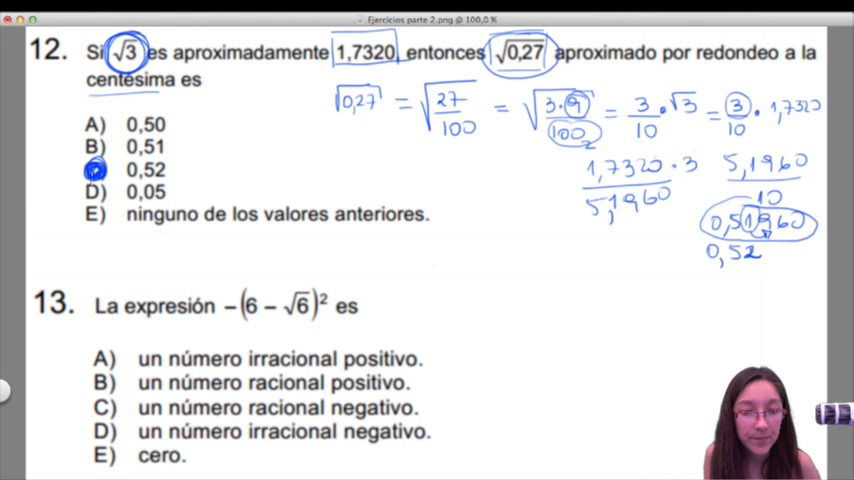 Ejercicios parte 2.png @ 100,0 %
12. Si √3 es aproximadamente 1,7320 entonces √0,27 aproximado por redondeo a la
centésima es
√0,27 = √27/100 = √3·9/100 = 3/10 • √3 = 3/10 • 1,7320
A) 0,50
B) 0,51
0,52
D) 0,05
E) ninguno de los valores anteriores.
1,7320 • 3
5,1960
5,1960
10
0,51960
0,52
13. La expresión −(6 − √6)² es
A) un número irracional positivo.
B) un número racional positivo.
C) un número racional negativo.
D) un número irracional negativo.
E) cero.